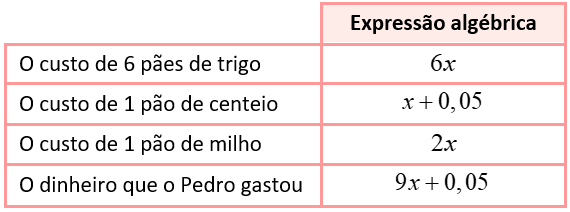 Expressão algébrica
O custo de 6 pães de trigo 6x
O custo de 1 pão de centeio x + 0,05
O custo de 1 pão de milho 2x
O dinheiro que o Pedro gastou 9x + 0,05